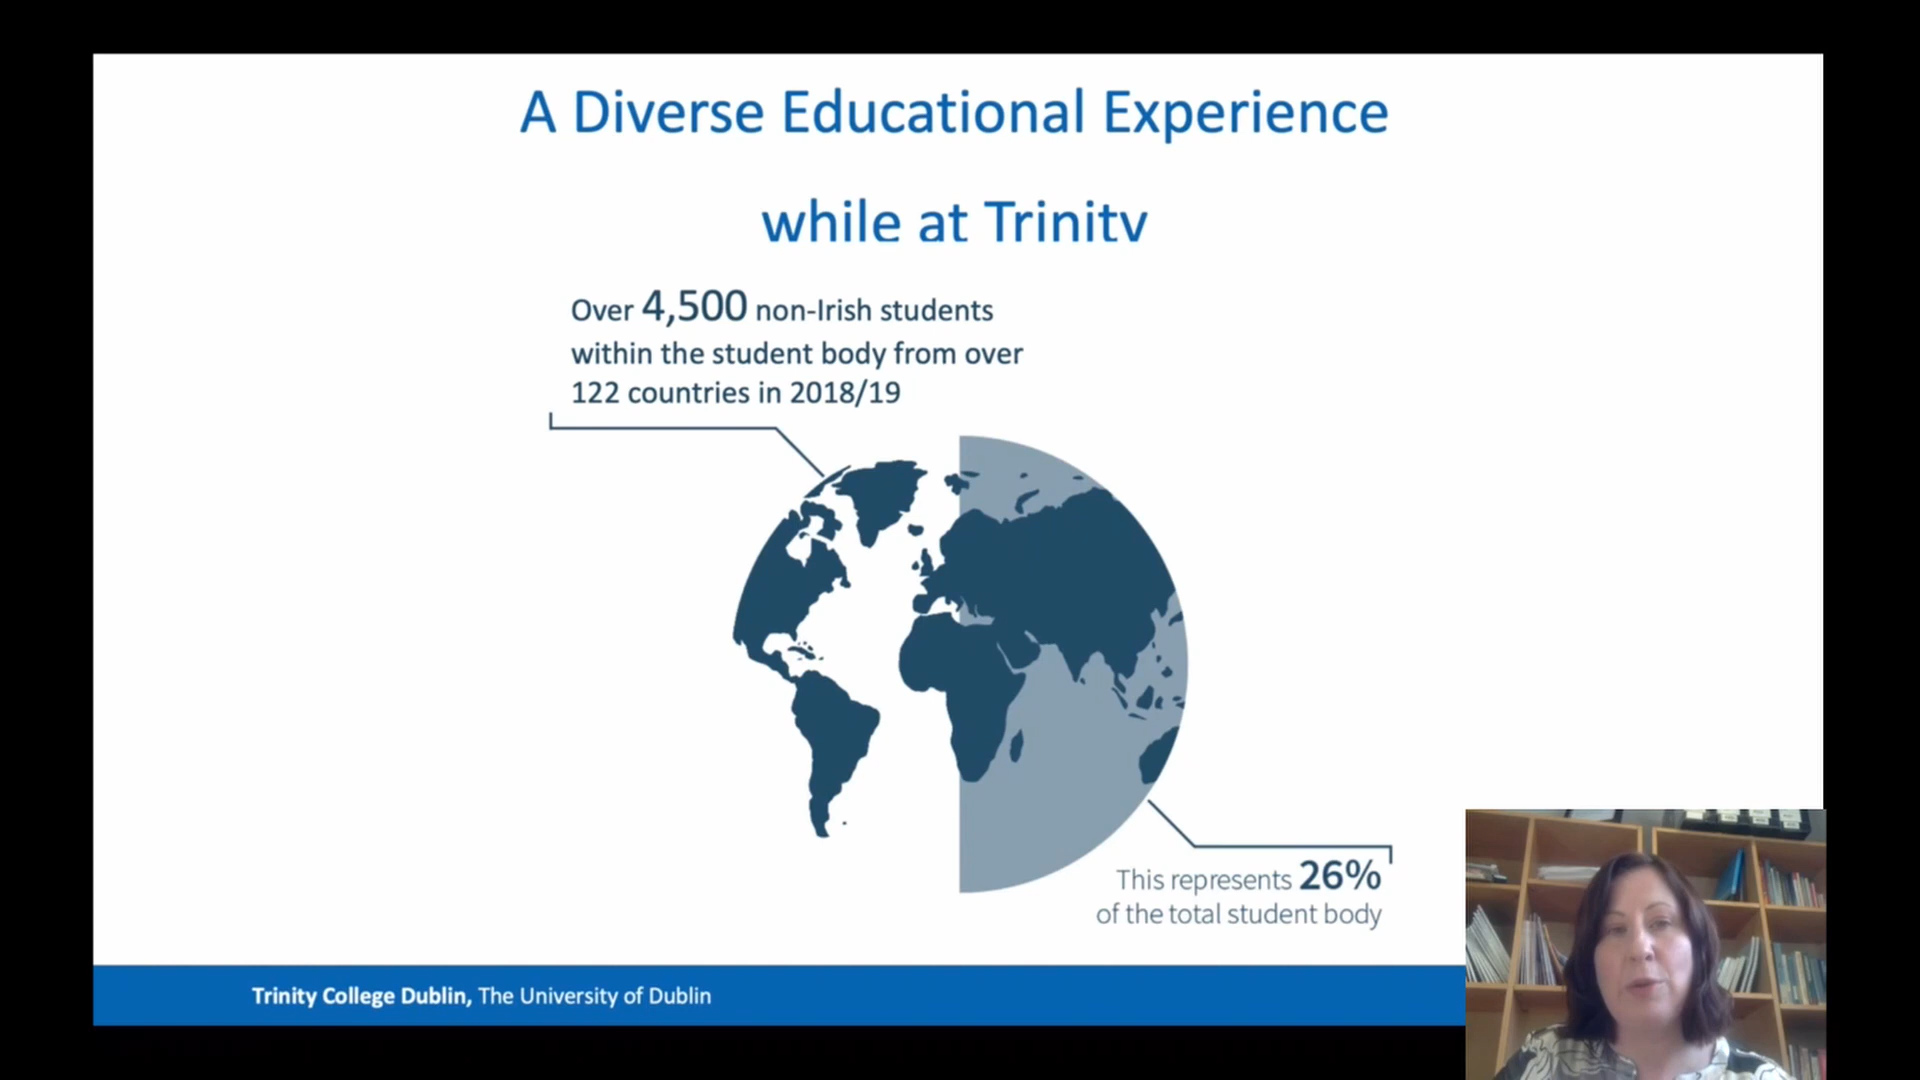 A Diverse Educational Experience
while at Trinity
Over 4,500 non-Irish students
within the student body from over
122 countries in 2018/19
This represents 26%
of the total student body
Trinity College Dublin, The University of Dublin